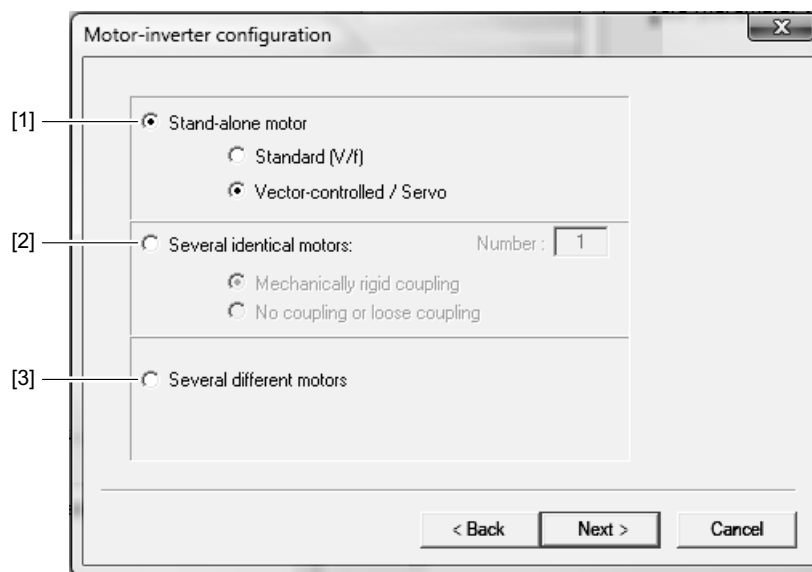 Motor-inverter configuration
[1]
Stand-alone motor
Standard (V/f)
Vector-controlled / Servo
[2]
Several identical motors:
Number :
1
Mechanically rigid coupling
No coupling or loose coupling
[3]
Several different motors
< Back
Next >
Cancel